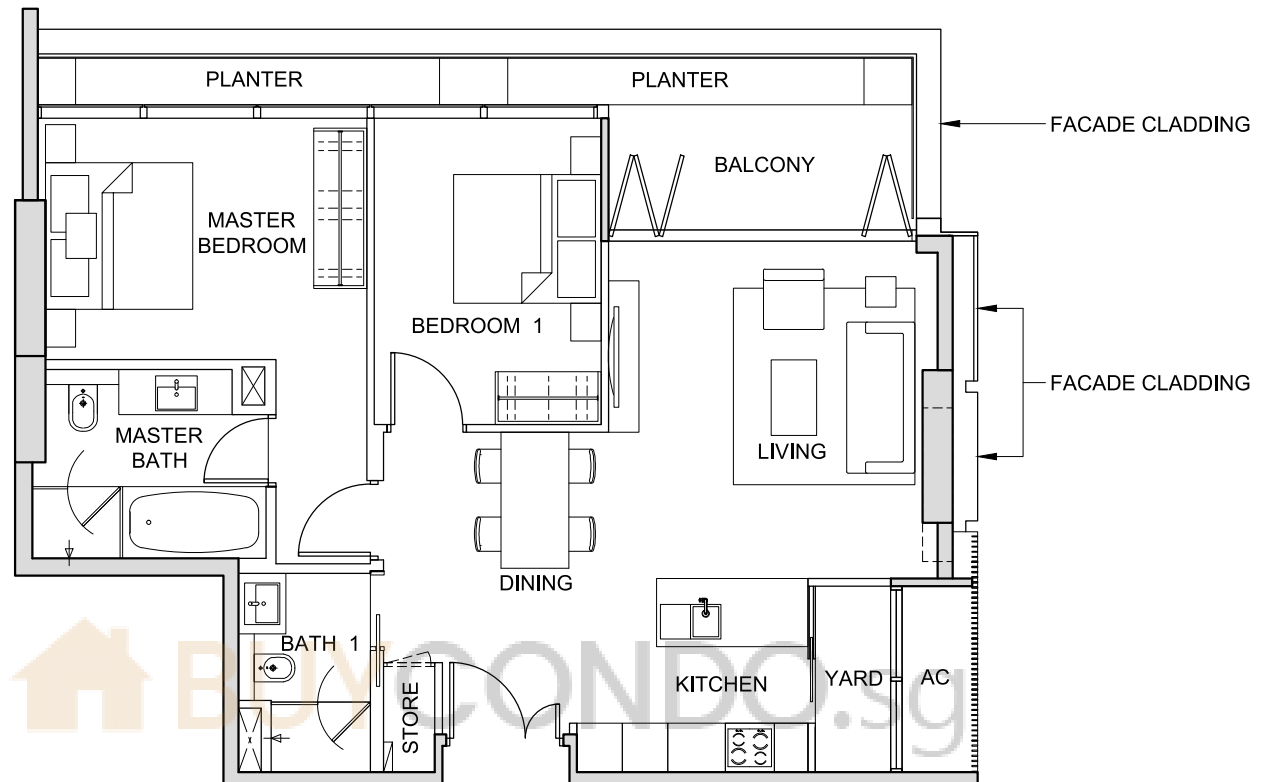 PLANTER
PLANTER
FACADE CLADDING
BALCONY
MASTER
BEDROOM
BEDROOM 1
FACADE CLADDING
MASTER
BATH
LIVING
DINING
BATH 1
STORE
KITCHEN
YARD
AC
BUYCONDO.sg